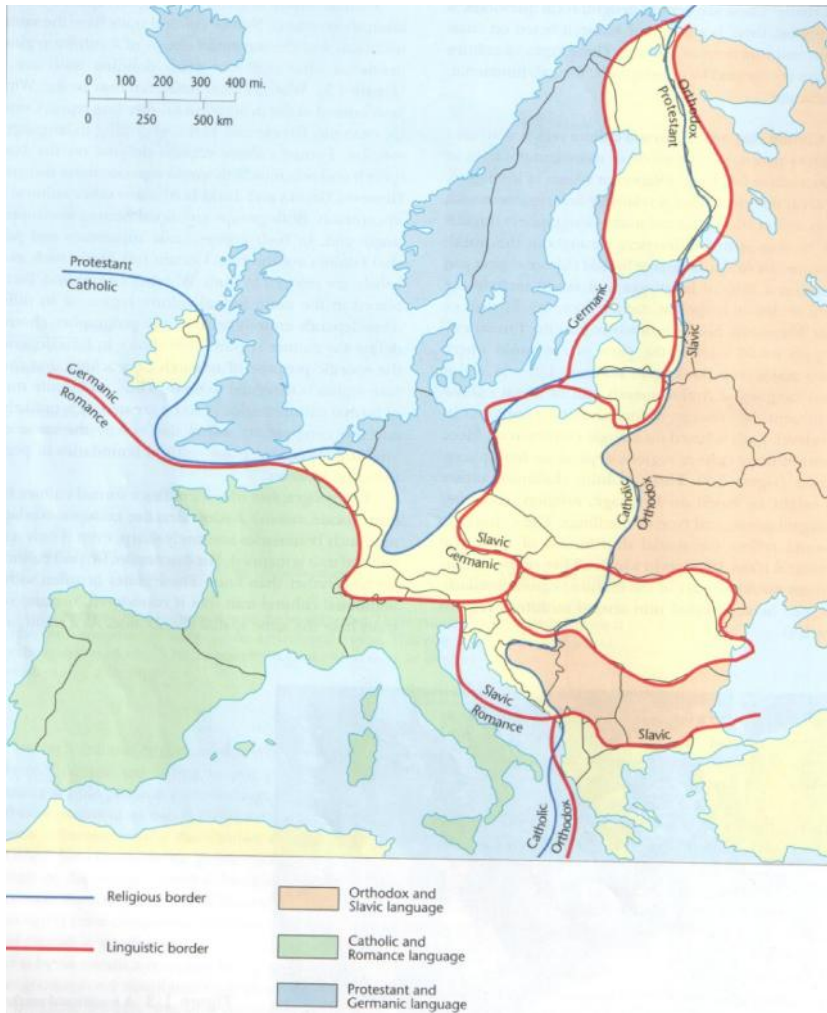 0 100 200 300 400 mi.
0 250 500 km
Orthodox
Protestant
Protestant
Catholic
Germanic
Germanic
Romance
Slavic
Catholic
Orthodox
Slavic
Germanic
Slavic
Romance
Slavic
Catholic
Orthodox
Religious border
Linguistic border
Orthodox and
Slavic language
Catholic and
Romance language
Protestant and
Germanic language